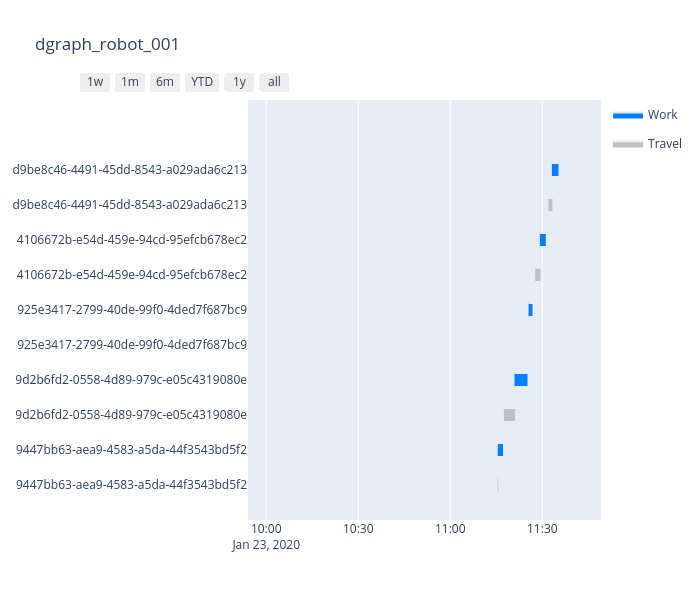 dgraph_robot_001
1w 1m 6m YTD 1y all
Work
Travel
d9be8c46-4491-45dd-8543-a029ada6c213
d9be8c46-4491-45dd-8543-a029ada6c213
4106672b-e54d-459e-94cd-95efcb678ec2
4106672b-e54d-459e-94cd-95efcb678ec2
925e3417-2799-40de-99f0-4ded7f687bc9
925e3417-2799-40de-99f0-4ded7f687bc9
9d2b6fd2-0558-4d89-979c-e05c4319080e
9d2b6fd2-0558-4d89-979c-e05c4319080e
9447bb63-aea9-4583-a5da-44f3543bd5f2
9447bb63-aea9-4583-a5da-44f3543bd5f2
10:00 10:30 11:00 11:30
Jan 23, 2020